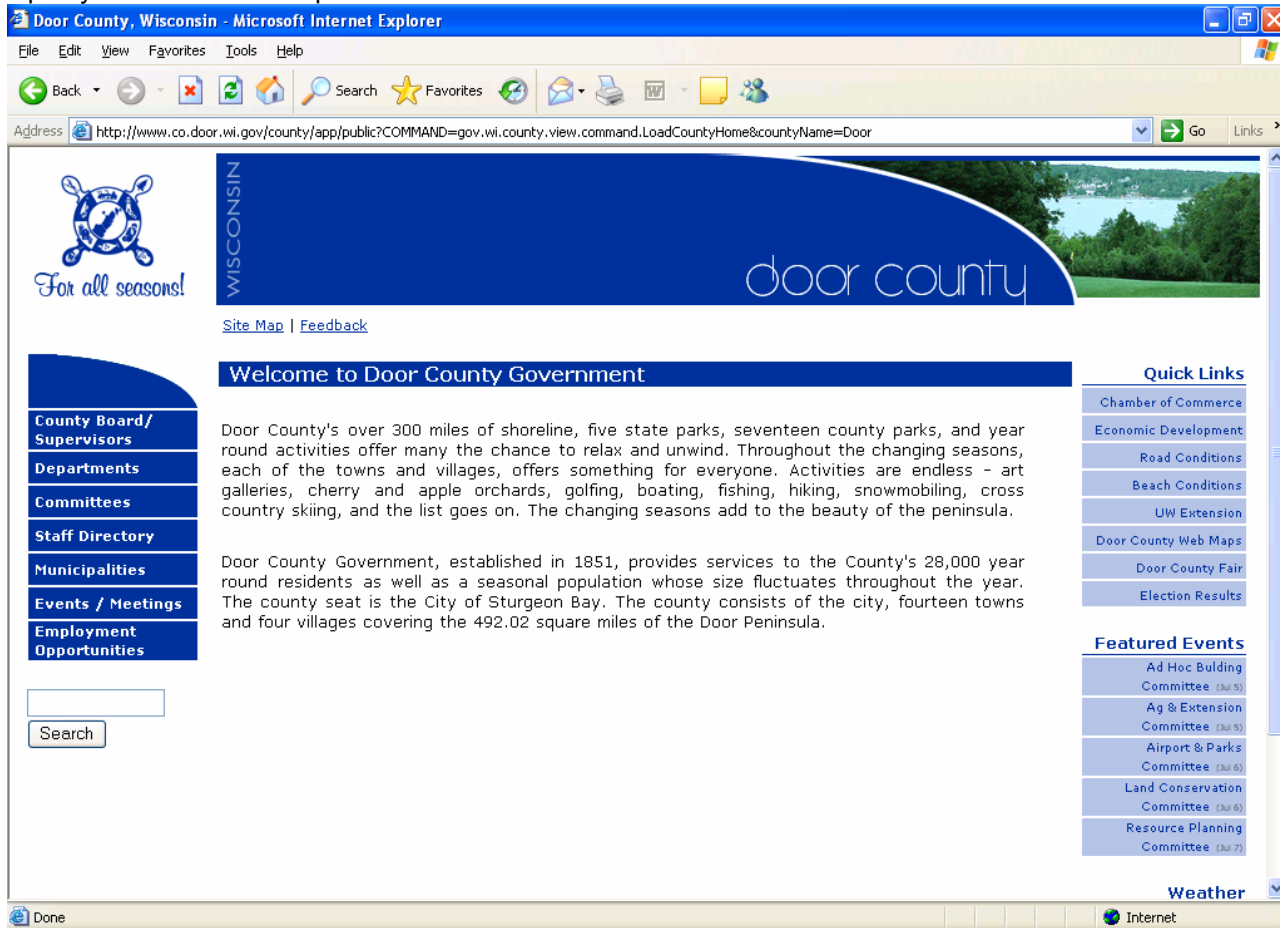 Door County, Wisconsin - Microsoft Internet Explorer
File Edit View Favorites Tools Help
Back Search Favorites
Address http://www.co.door.wi.gov/county/app/public?COMMAND=gov.wi.county.view.command.LoadCountyHome&countyName=Door Go Links
For all seasons!
WISCONSIN
door county
Site Map | Feedback
County Board/
Supervisors
Departments
Committees
Staff Directory
Municipalities
Events / Meetings
Employment
Opportunities
Search
Welcome to Door County Government
Door County's over 300 miles of shoreline, five state parks, seventeen county parks, and year
round activities offer many the chance to relax and unwind. Throughout the changing seasons,
each of the towns and villages, offers something for everyone. Activities are endless - art
galleries, cherry and apple orchards, golfing, boating, fishing, hiking, snowmobiling, cross
country skiing, and the list goes on. The changing seasons add to the beauty of the peninsula.
Door County Government, established in 1851, provides services to the County's 28,000 year
round residents as well as a seasonal population whose size fluctuates throughout the year.
The county seat is the City of Sturgeon Bay. The county consists of the city, fourteen towns
and four villages covering the 492.02 square miles of the Door Peninsula.
Quick Links
Chamber of Commerce
Economic Development
Road Conditions
Beach Conditions
UW Extension
Door County Web Maps
Door County Fair
Election Results
Featured Events
Ad Hoc Bulding
Committee (Jul 5)
Ag & Extension
Committee (Jul 5)
Airport & Parks
Committee (Jul 6)
Land Conservation
Committee (Jul 6)
Resource Planning
Committee (Jul 7)
Weather
Done Internet